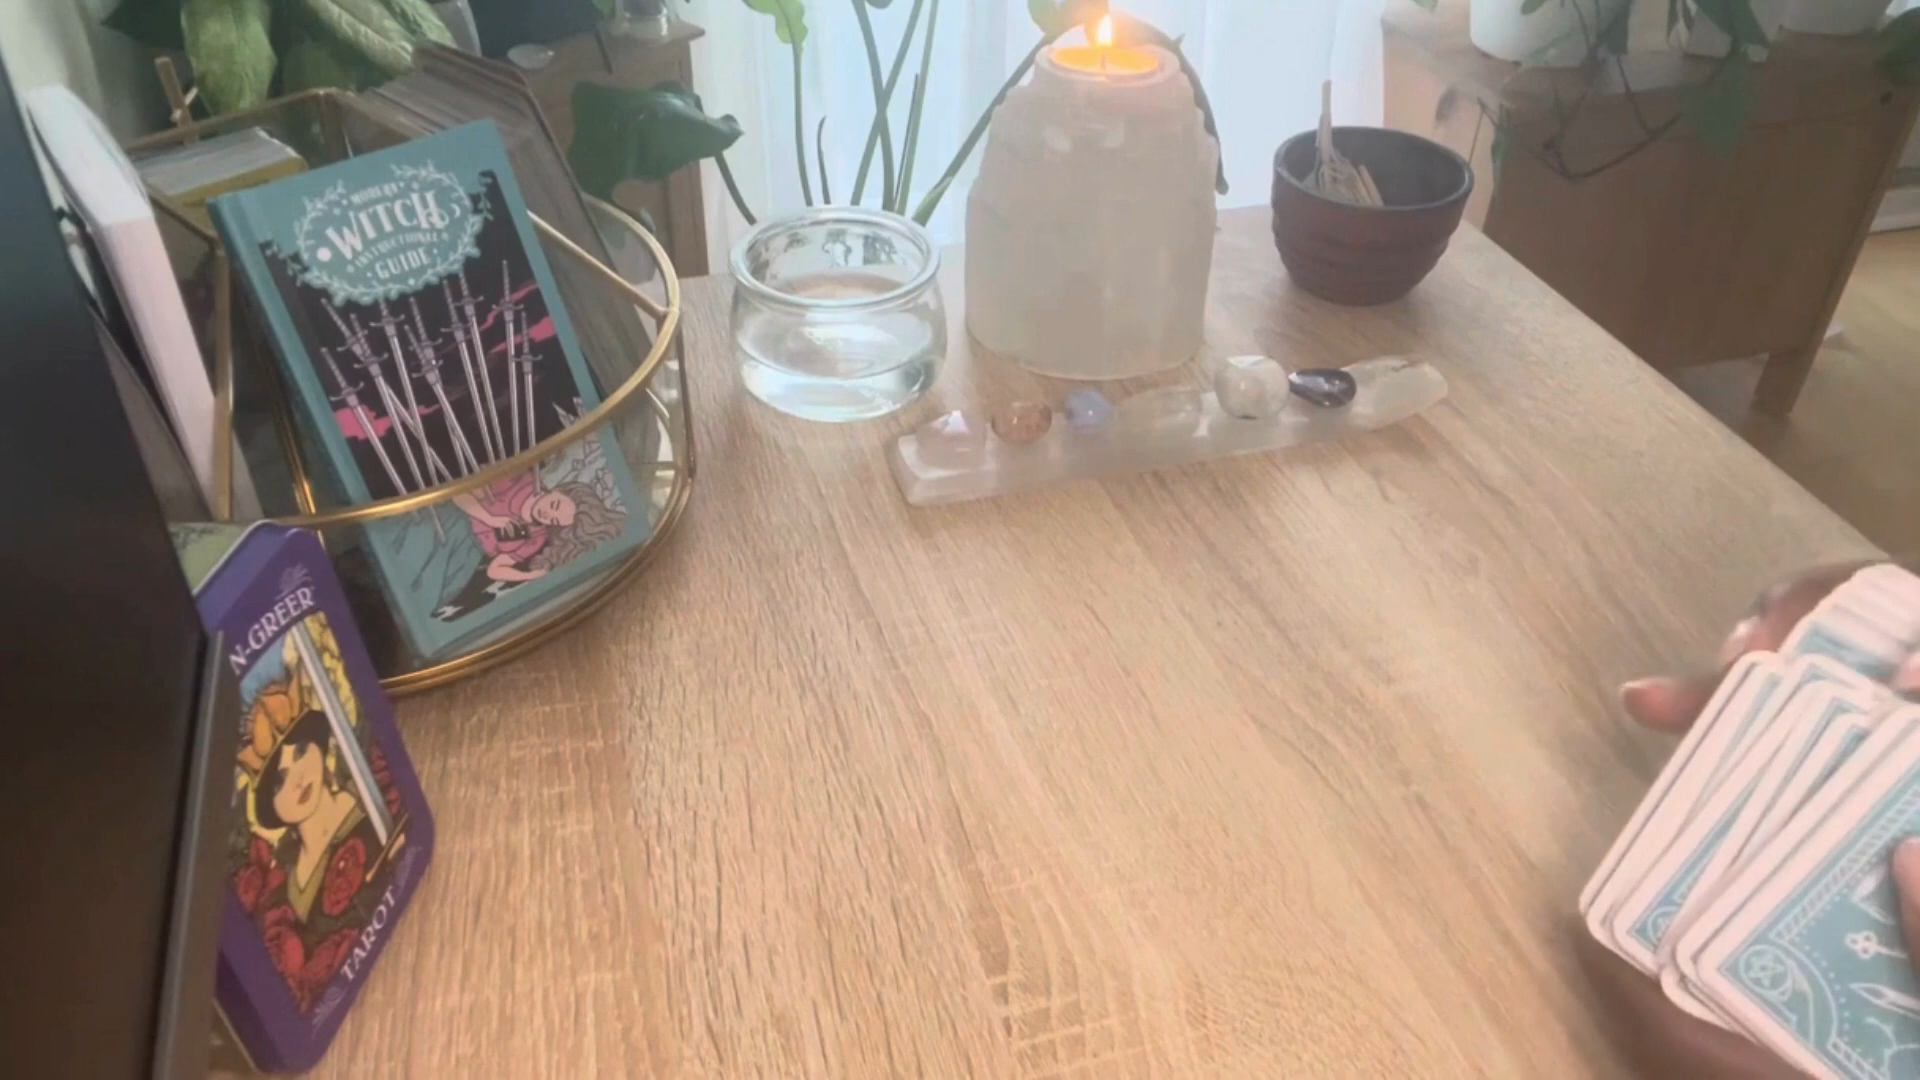 MODERN
WITCH
INSTRUCTIONAL
GUIDE
N-GREER
TAROT